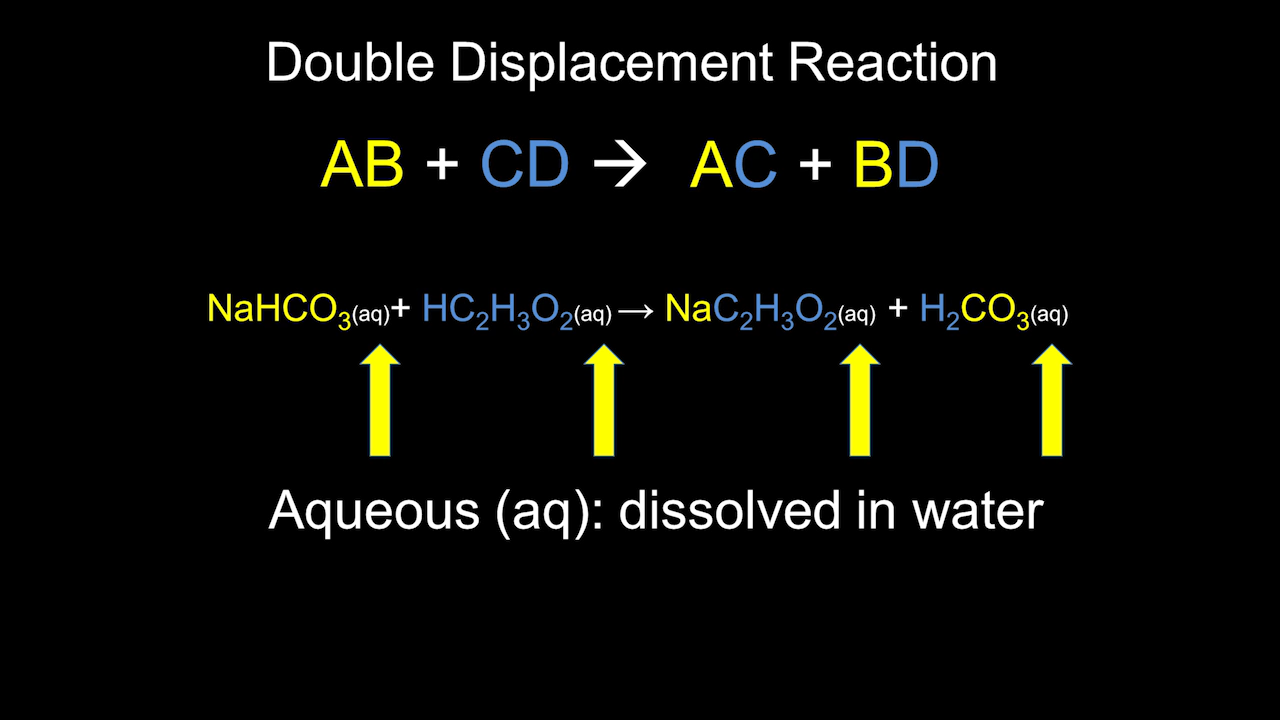 Double Displacement Reaction
AB + CD → AC + BD
NaHCO₃(aq)+ HC₂H₃O₂(aq) → NaC₂H₃O₂(aq) + H₂CO₃(aq)
Aqueous (aq): dissolved in water